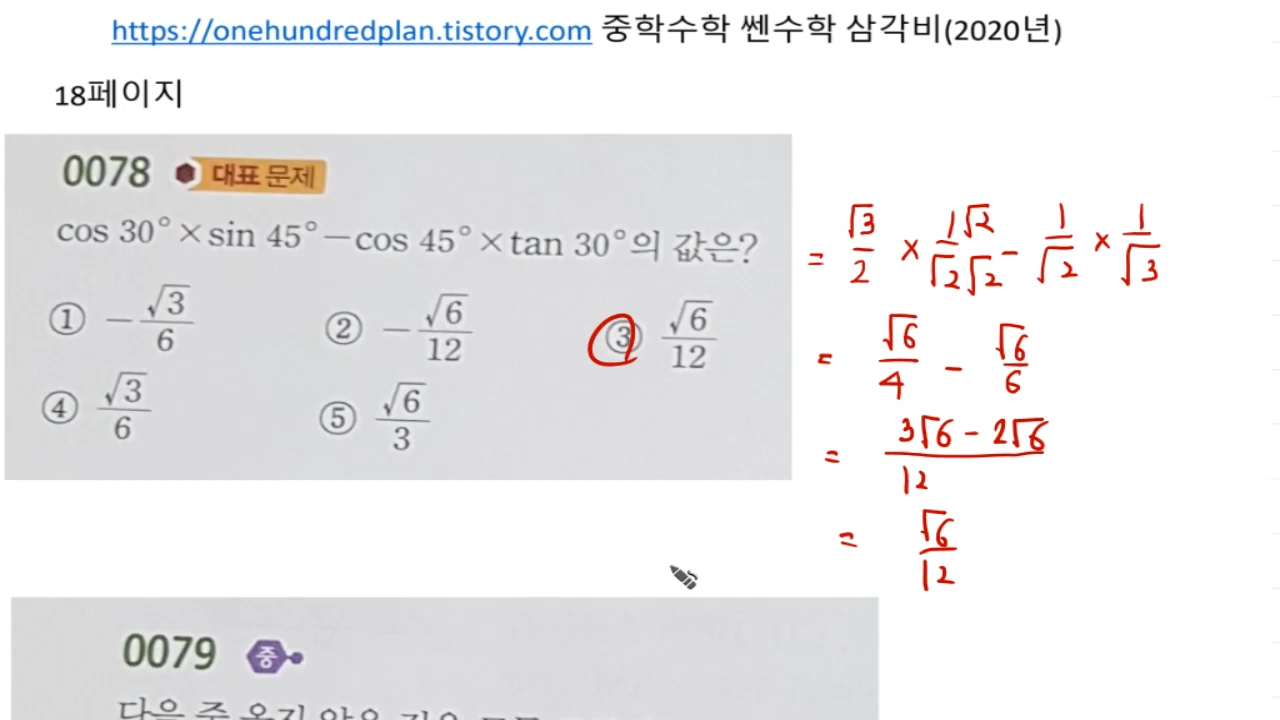 https://onehundredplan.tistory.com 중학수학 쎈수학 삼각비(2020년)
18페이지
0078 대표 문제
cos 30°×sin 45°−cos 45°×tan 30°의 값은?
① −√3/6 ② −√6/12 ③ √6/12
④ √3/6 ⑤ √6/3
= √3/2 × 1√2/√2√2 − 1/√2 × 1/√3
= √6/4 − √6/6
= 3√6 − 2√6/12
= √6/12
0079 중